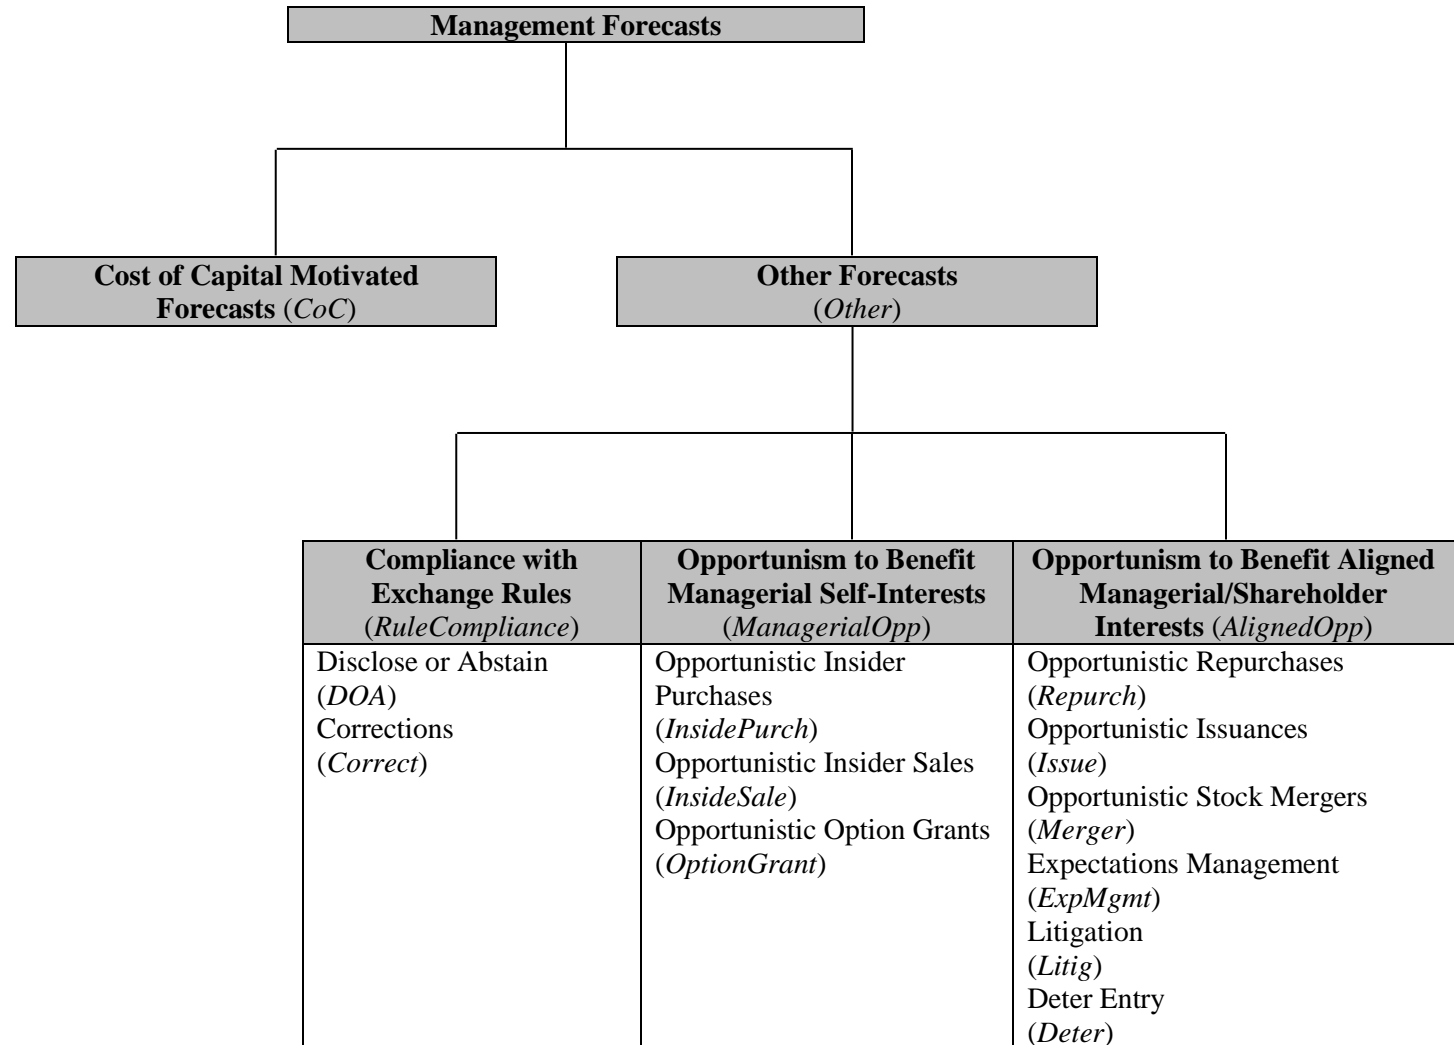 Management Forecasts
Cost of Capital Motivated
Forecasts (CoC)
Other Forecasts
(Other)
Compliance with
Exchange Rules
(RuleCompliance)
Disclose or Abstain
(DOA)
Corrections
(Correct)
Opportunism to Benefit
Managerial Self-Interests
(ManagerialOpp)
Opportunistic Insider
Purchases
(InsidePurch)
Opportunistic Insider Sales
(InsideSale)
Opportunistic Option Grants
(OptionGrant)
Opportunism to Benefit Aligned
Managerial/Shareholder
Interests (AlignedOpp)
Opportunistic Repurchases
(Repurch)
Opportunistic Issuances
(Issue)
Opportunistic Stock Mergers
(Merger)
Expectations Management
(ExpMgmt)
Litigation
(Litig)
Deter Entry
(Deter)